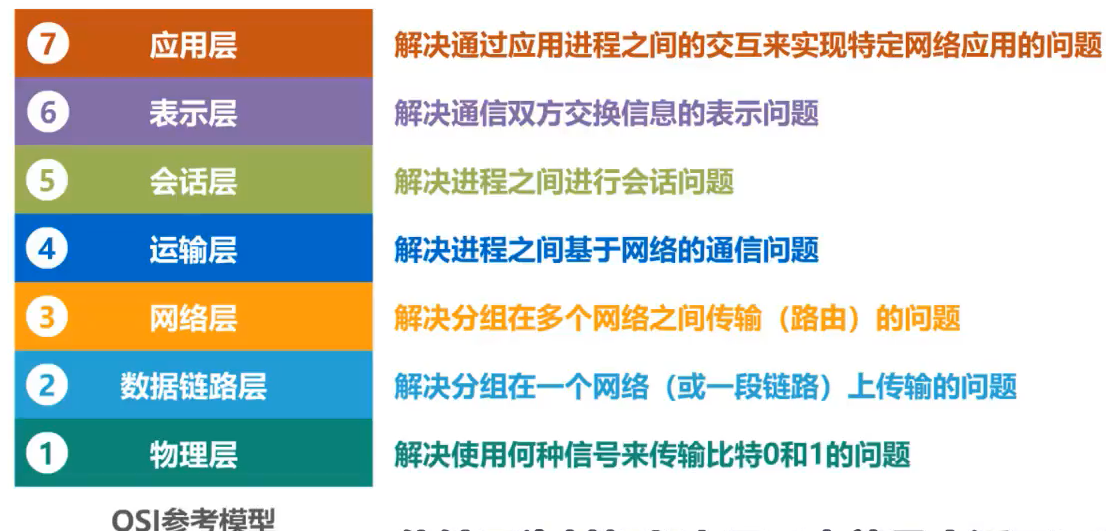 7 应用层 解决通过应用进程之间的交互来实现特定网络应用的问题
6 表示层 解决通信双方交换信息的表示问题
5 会话层 解决进程之间进行会话问题
4 运输层 解决进程之间基于网络的通信问题
3 网络层 解决分组在多个网络之间传输（路由）的问题
2 数据链路层 解决分组在一个网络（或一段链路）上传输的问题
1 物理层 解决使用何种信号来传输比特0和1的问题
OSI参考模型